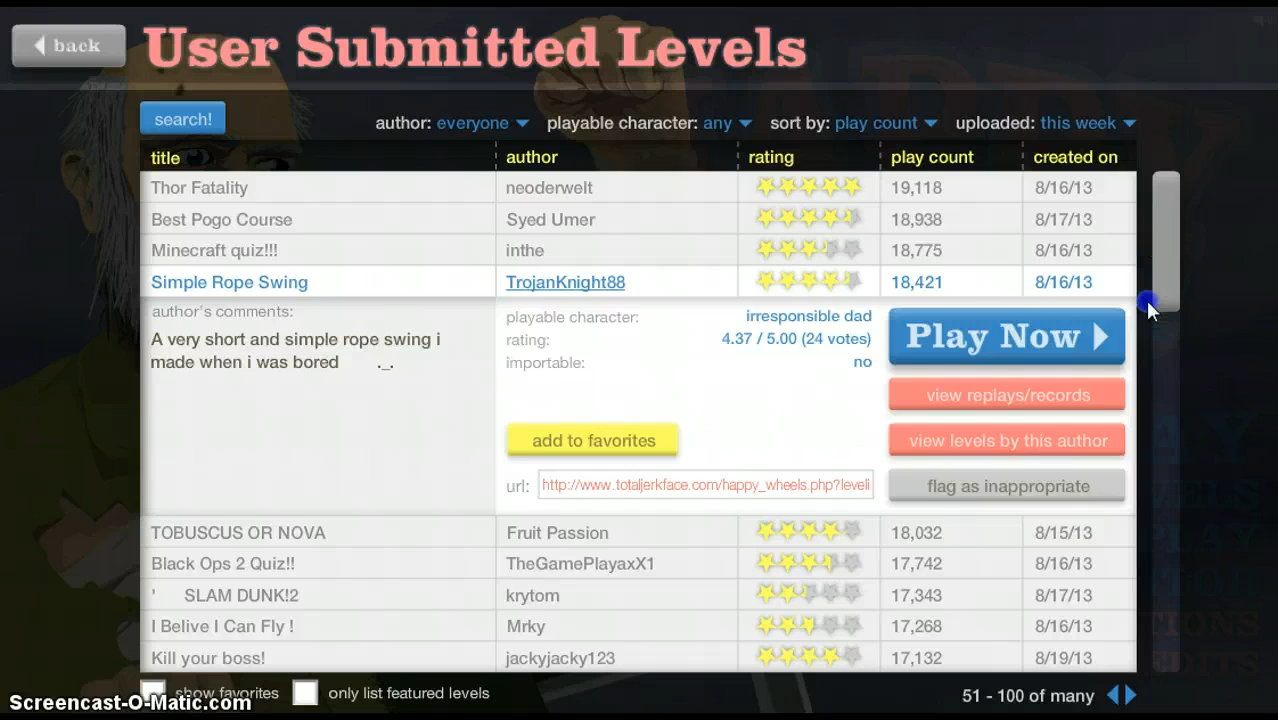 back
User Submitted Levels
search!
author: everyone playable character: any sort by: play count uploaded: this week
title author rating play count created on
Thor Fatality neoderwelt 19,118 8/16/13
Best Pogo Course Syed Umer 18,938 8/17/13
Minecraft quiz!!! inthe 18,775 8/16/13
Simple Rope Swing TrojanKnight88 18,421 8/16/13
author's comments:
A very short and simple rope swing i
made when i was bored ._.
playable character: irresponsible dad
rating: 4.37 / 5.00 (24 votes)
importable: no
add to favorites
url: http://www.totaljerkface.com/happy_wheels.php?leveli
Play Now
view replays/records
view levels by this author
flag as inappropriate
TOBUSCUS OR NOVA Fruit Passion 18,032 8/15/13
Black Ops 2 Quiz!! TheGamePlayaxX1 17,742 8/16/13
' SLAM DUNK!2 krytom 17,343 8/17/13
I Belive I Can Fly ! Mrky 17,268 8/16/13
Kill your boss! jackyjacky123 17,132 8/19/13
show favorites only list featured levels 51 - 100 of many
Screencast-O-Matic.com